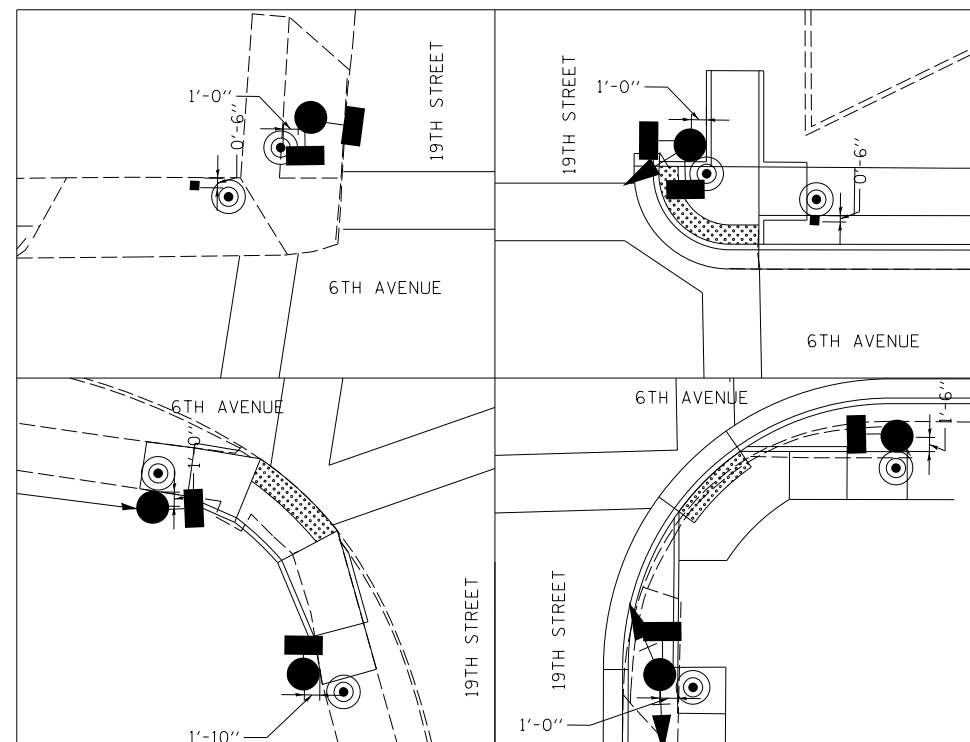 1'-0"
0'-6"
19TH STREET
6TH AVENUE
19TH STREET
1'-0"
0'-6"
6TH AVENUE
6TH AVENUE
1'-0"
19TH STREET
1'-10"
6TH AVENUE
1'-6"
19TH STREET
1'-0"